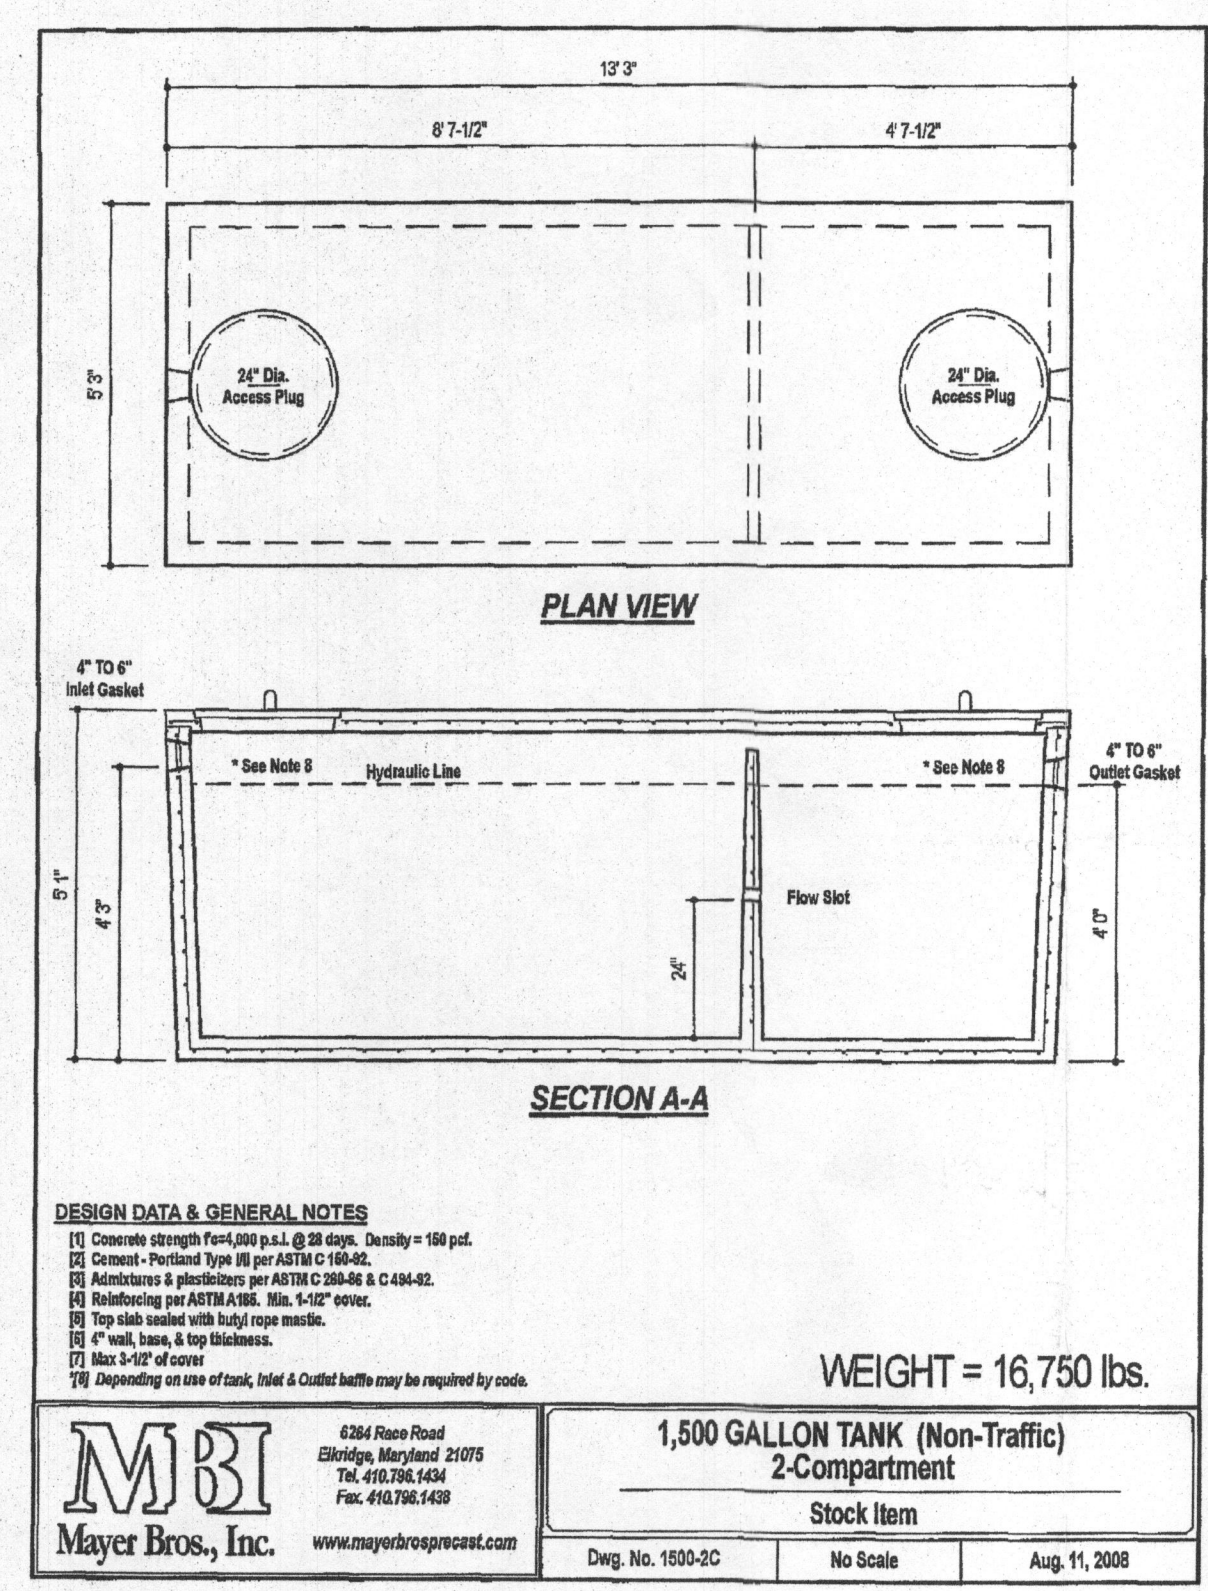 13' 3"
8' 7-1/2"
4' 7-1/2"
5' 3"
24" Dia.
Access Plug
24" Dia.
Access Plug
PLAN VIEW
4" TO 6"
Inlet Gasket
* See Note 8
Hydraulic Line
* See Note 8
4" TO 6"
Outlet Gasket
5' 1"
4' 3"
Flow Slot
24"
4' 0"
SECTION A-A
DESIGN DATA & GENERAL NOTES
[1] Concrete strength f'c=4,000 p.s.i. @ 28 days. Density = 150 pcf.
[2] Cement - Portland Type I/II per ASTM C 150-92.
[3] Admixtures & plasticizers per ASTM C 260-86 & C 494-92.
[4] Reinforcing per ASTM A185. Min. 1-1/2" cover.
[5] Top slab sealed with butyl rope mastic.
[6] 4" wall, base, & top thickness.
[7] Max 3-1/2' of cover
*[8] Depending on use of tank, Inlet & Outlet baffle may be required by code.
WEIGHT = 16,750 lbs.
MBI
Mayer Bros., Inc.
6264 Race Road
Elkridge, Maryland 21075
Tel. 410.796.1434
Fax. 410.796.1438
www.mayerbrosprecast.com
1,500 GALLON TANK (Non-Traffic)
2-Compartment
Stock Item
Dwg. No. 1500-2C
No Scale
Aug. 11, 2008